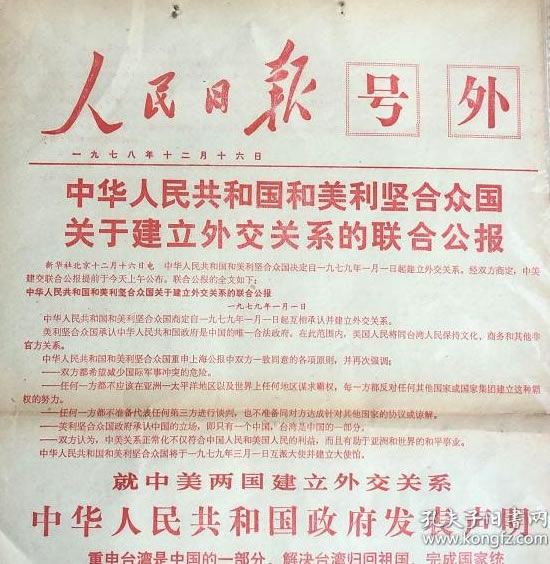 人民日报 号外
一九七八年十二月十六日
中华人民共和国和美利坚合众国
关于建立外交关系的联合公报
新华社北京十二月十六日电 中华人民共和国和美利坚合众国决定自一九七九年一月一日起建立外交关系。经双方商定，中美
建交联合公报提前于今天上午公布。联合公报的全文如下：
中华人民共和国和美利坚合众国关于建立外交关系的联合公报
一九七九年一月一日
中华人民共和国和美利坚合众国商定自一九七九年一月一日起互相承认并建立外交关系。
美利坚合众国承认中华人民共和国政府是中国的唯一合法政府。在此范围内，美国人民将同台湾人民保持文化、商务和其他非
官方关系。
中华人民共和国和美利坚合众国重申上海公报中双方一致同意的各项原则，并再次强调：
——双方都希望减少国际军事冲突的危险。
——任何一方都不应该在亚洲—太平洋地区以及世界上任何地区谋求霸权，每一方都反对任何其他国家或国家集团建立这种霸
权的努力。
——任何一方都不准备代表任何第三方进行谈判，也不准备同对方达成针对其他国家的协议或谅解。
——美利坚合众国政府承认中国的立场，即只有一个中国，台湾是中国的一部分。
——双方认为，中美关系正常化不仅符合中国人民和美国人民的利益，而且有助于亚洲和世界的和平事业。
中华人民共和国和美利坚合众国将于一九七九年三月一日互派大使并建立大使馆。
就中美两国建立外交关系
中华人民共和国政府发表声明
重申台湾是中国的一部分，解决台湾归回祖国、完成国家统
孔夫子旧书网
www.kongfz.com